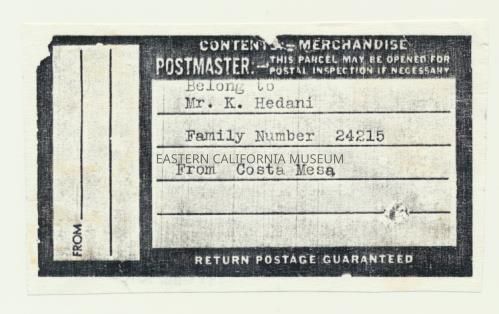 CONTENTS:— MERCHANDISE
POSTMASTER:— THIS PARCEL MAY BE OPENED FOR
POSTAL INSPECTION IF NECESSARY
Belong to
Mr. K. Hedani
Family Number 24215
EASTERN CALIFORNIA MUSEUM
From Costa Mesa
FROM
RETURN POSTAGE GUARANTEED